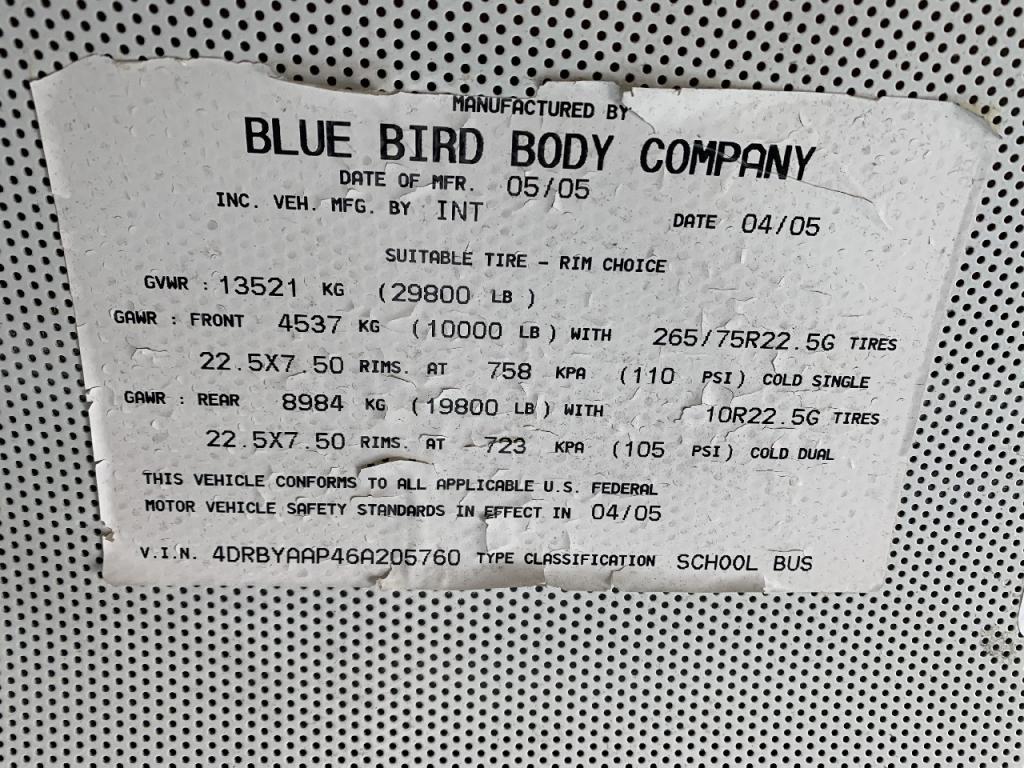 MANUFACTURED BY
BLUE BIRD BODY COMPANY
DATE OF MFR. 05/05
INC. VEH. MFG. BY INT DATE 04/05
SUITABLE TIRE - RIM CHOICE
GVWR : 13521 KG (29800 LB )
GAWR : FRONT 4537 KG (10000 LB ) WITH 265/75R22.5G TIRES
22.5X7.50 RIMS. AT 758 KPA (110 PSI) COLD SINGLE
GAWR : REAR 8984 KG (19800 LB ) WITH 10R22.5G TIRES
22.5X7.50 RIMS. AT 723 KPA (105 PSI) COLD DUAL
THIS VEHICLE CONFORMS TO ALL APPLICABLE U.S. FEDERAL
MOTOR VEHICLE SAFETY STANDARDS IN EFFECT IN 04/05
V.I.N. 4DRBYAAP46A205760 TYPE CLASSIFICATION SCHOOL BUS